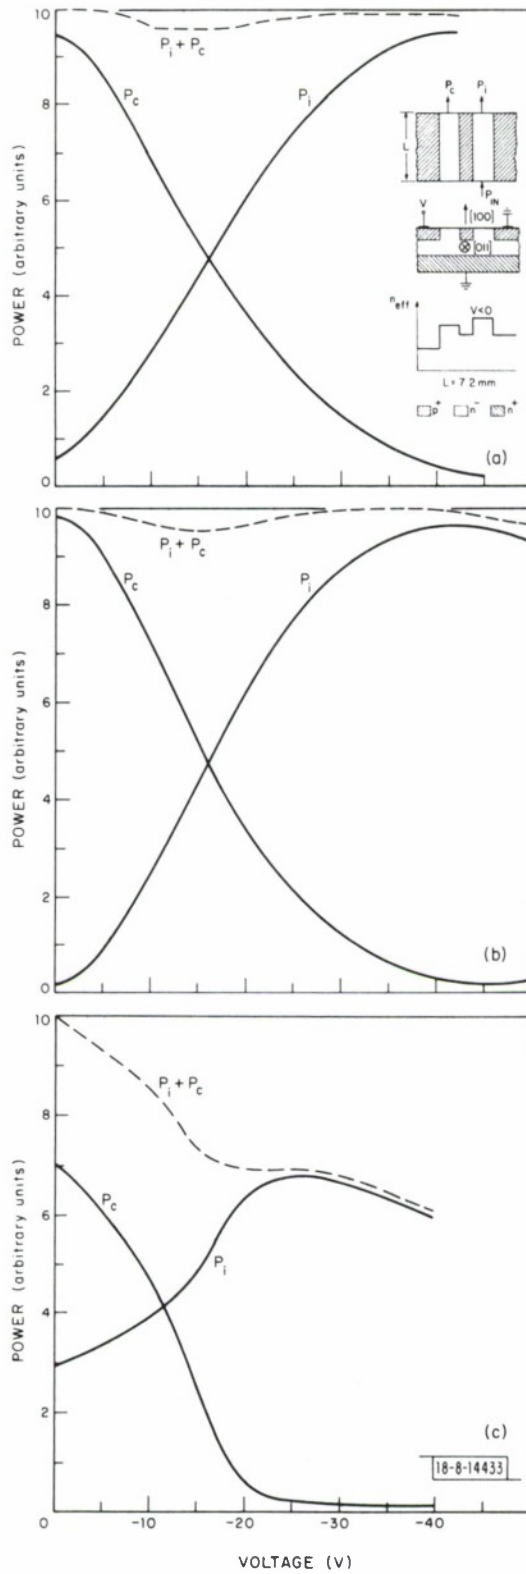 10
P_i + P_c
P_c
P_i
8
6
4
2
0
POWER (arbitrary units)
P_c P_i
L
P_IN
V
[100]
[011]
n_eff
V<0
L = 7.2 mm
p^+ n^- n^+
(a)
10
P_i + P_c
P_c
P_i
8
6
4
2
0
POWER (arbitrary units)
(b)
10
P_i + P_c
8
P_c
6
P_i
4
2
POWER (arbitrary units)
(c)
18-8-14433
0 -10 -20 -30 -40
VOLTAGE (V)